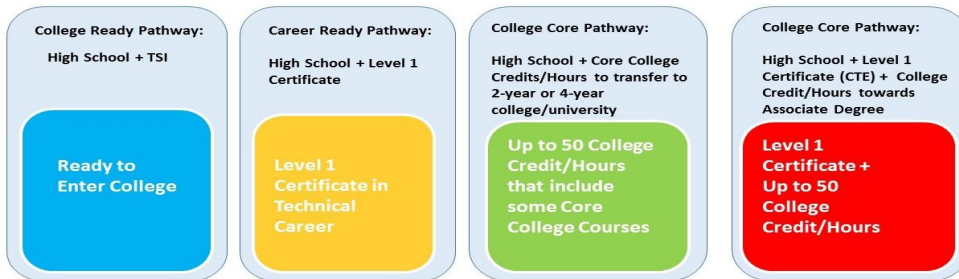 College Ready Pathway:
High School + TSI
Ready to
Enter College
Career Ready Pathway:
High School + Level 1
Certificate
Level 1
Certificate in
Technical
Career
College Core Pathway:
High School + Core College
Credits/Hours to transfer to
2-year or 4-year
college/university
Up to 50 College
Credit/Hours
that include
some Core
College Courses
College Core Pathway:
High School + Level 1
Certificate (CTE) + College
Credit/Hours towards
Associate Degree
Level 1
Certificate +
Up to 50
College
Credit/Hours